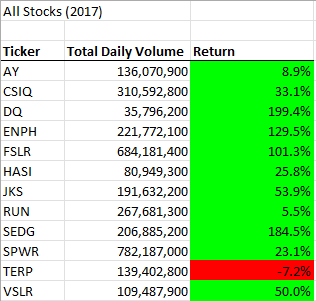 All Stocks (2017)
Ticker Total Daily Volume Return
AY 136,070,900 8.9%
CSIQ 310,592,800 33.1%
DQ 35,796,200 199.4%
ENPH 221,772,100 129.5%
FSLR 684,181,400 101.3%
HASI 80,949,300 25.8%
JKS 191,632,200 53.9%
RUN 267,681,300 5.5%
SEDG 206,885,200 184.5%
SPWR 782,187,000 23.1%
TERP 139,402,800 -7.2%
VSLR 109,487,900 50.0%